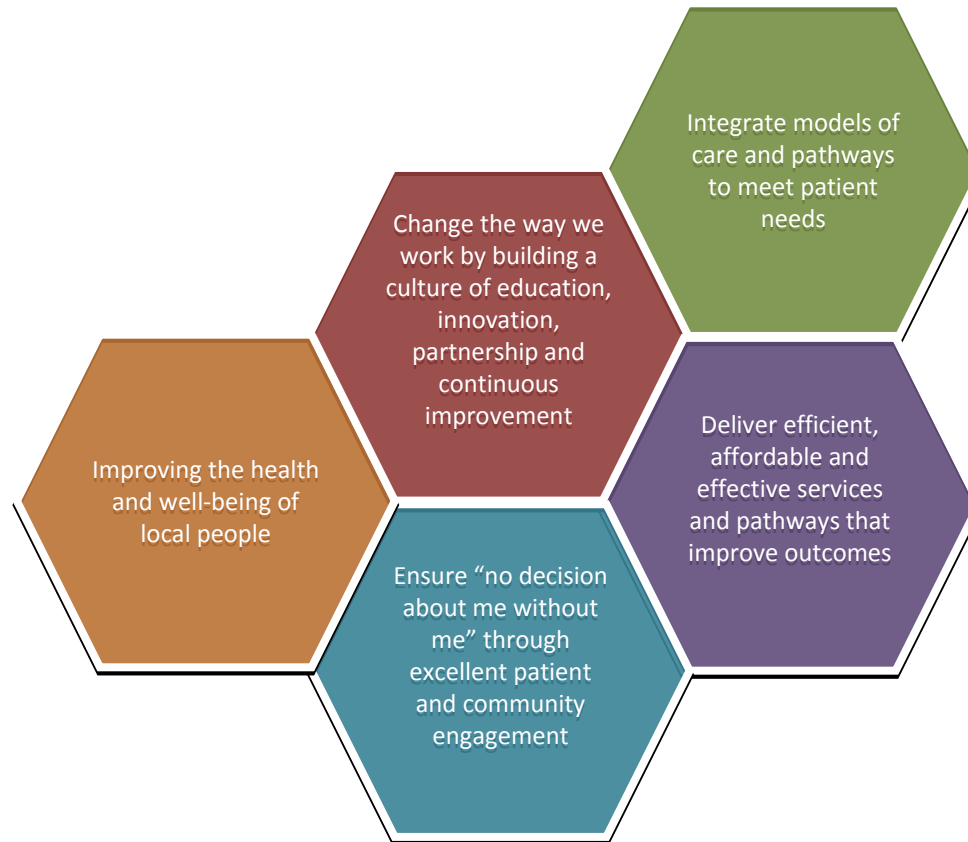 Integrate models of
care and pathways
to meet patient
needs
Change the way we
work by building a
culture of education,
innovation,
partnership and
continuous
improvement
Improving the health
and well-being of
local people
Deliver efficient,
affordable and
effective services
and pathways that
improve outcomes
Ensure “no decision
about me without
me” through
excellent patient
and community
engagement